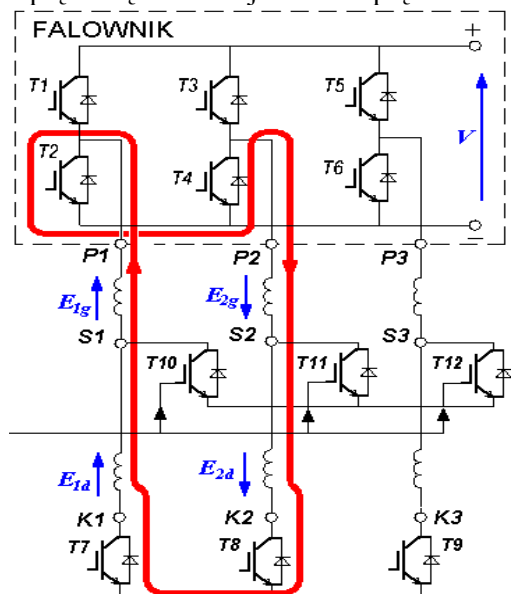 FALOWNIK
+
T1
T3
T5
T2
T4
T6
V
−
P1
P2
P3
E1g
E2g
S1
S2
S3
T10
T11
T12
E1d
E2d
K1
K2
K3
T7
T8
T9